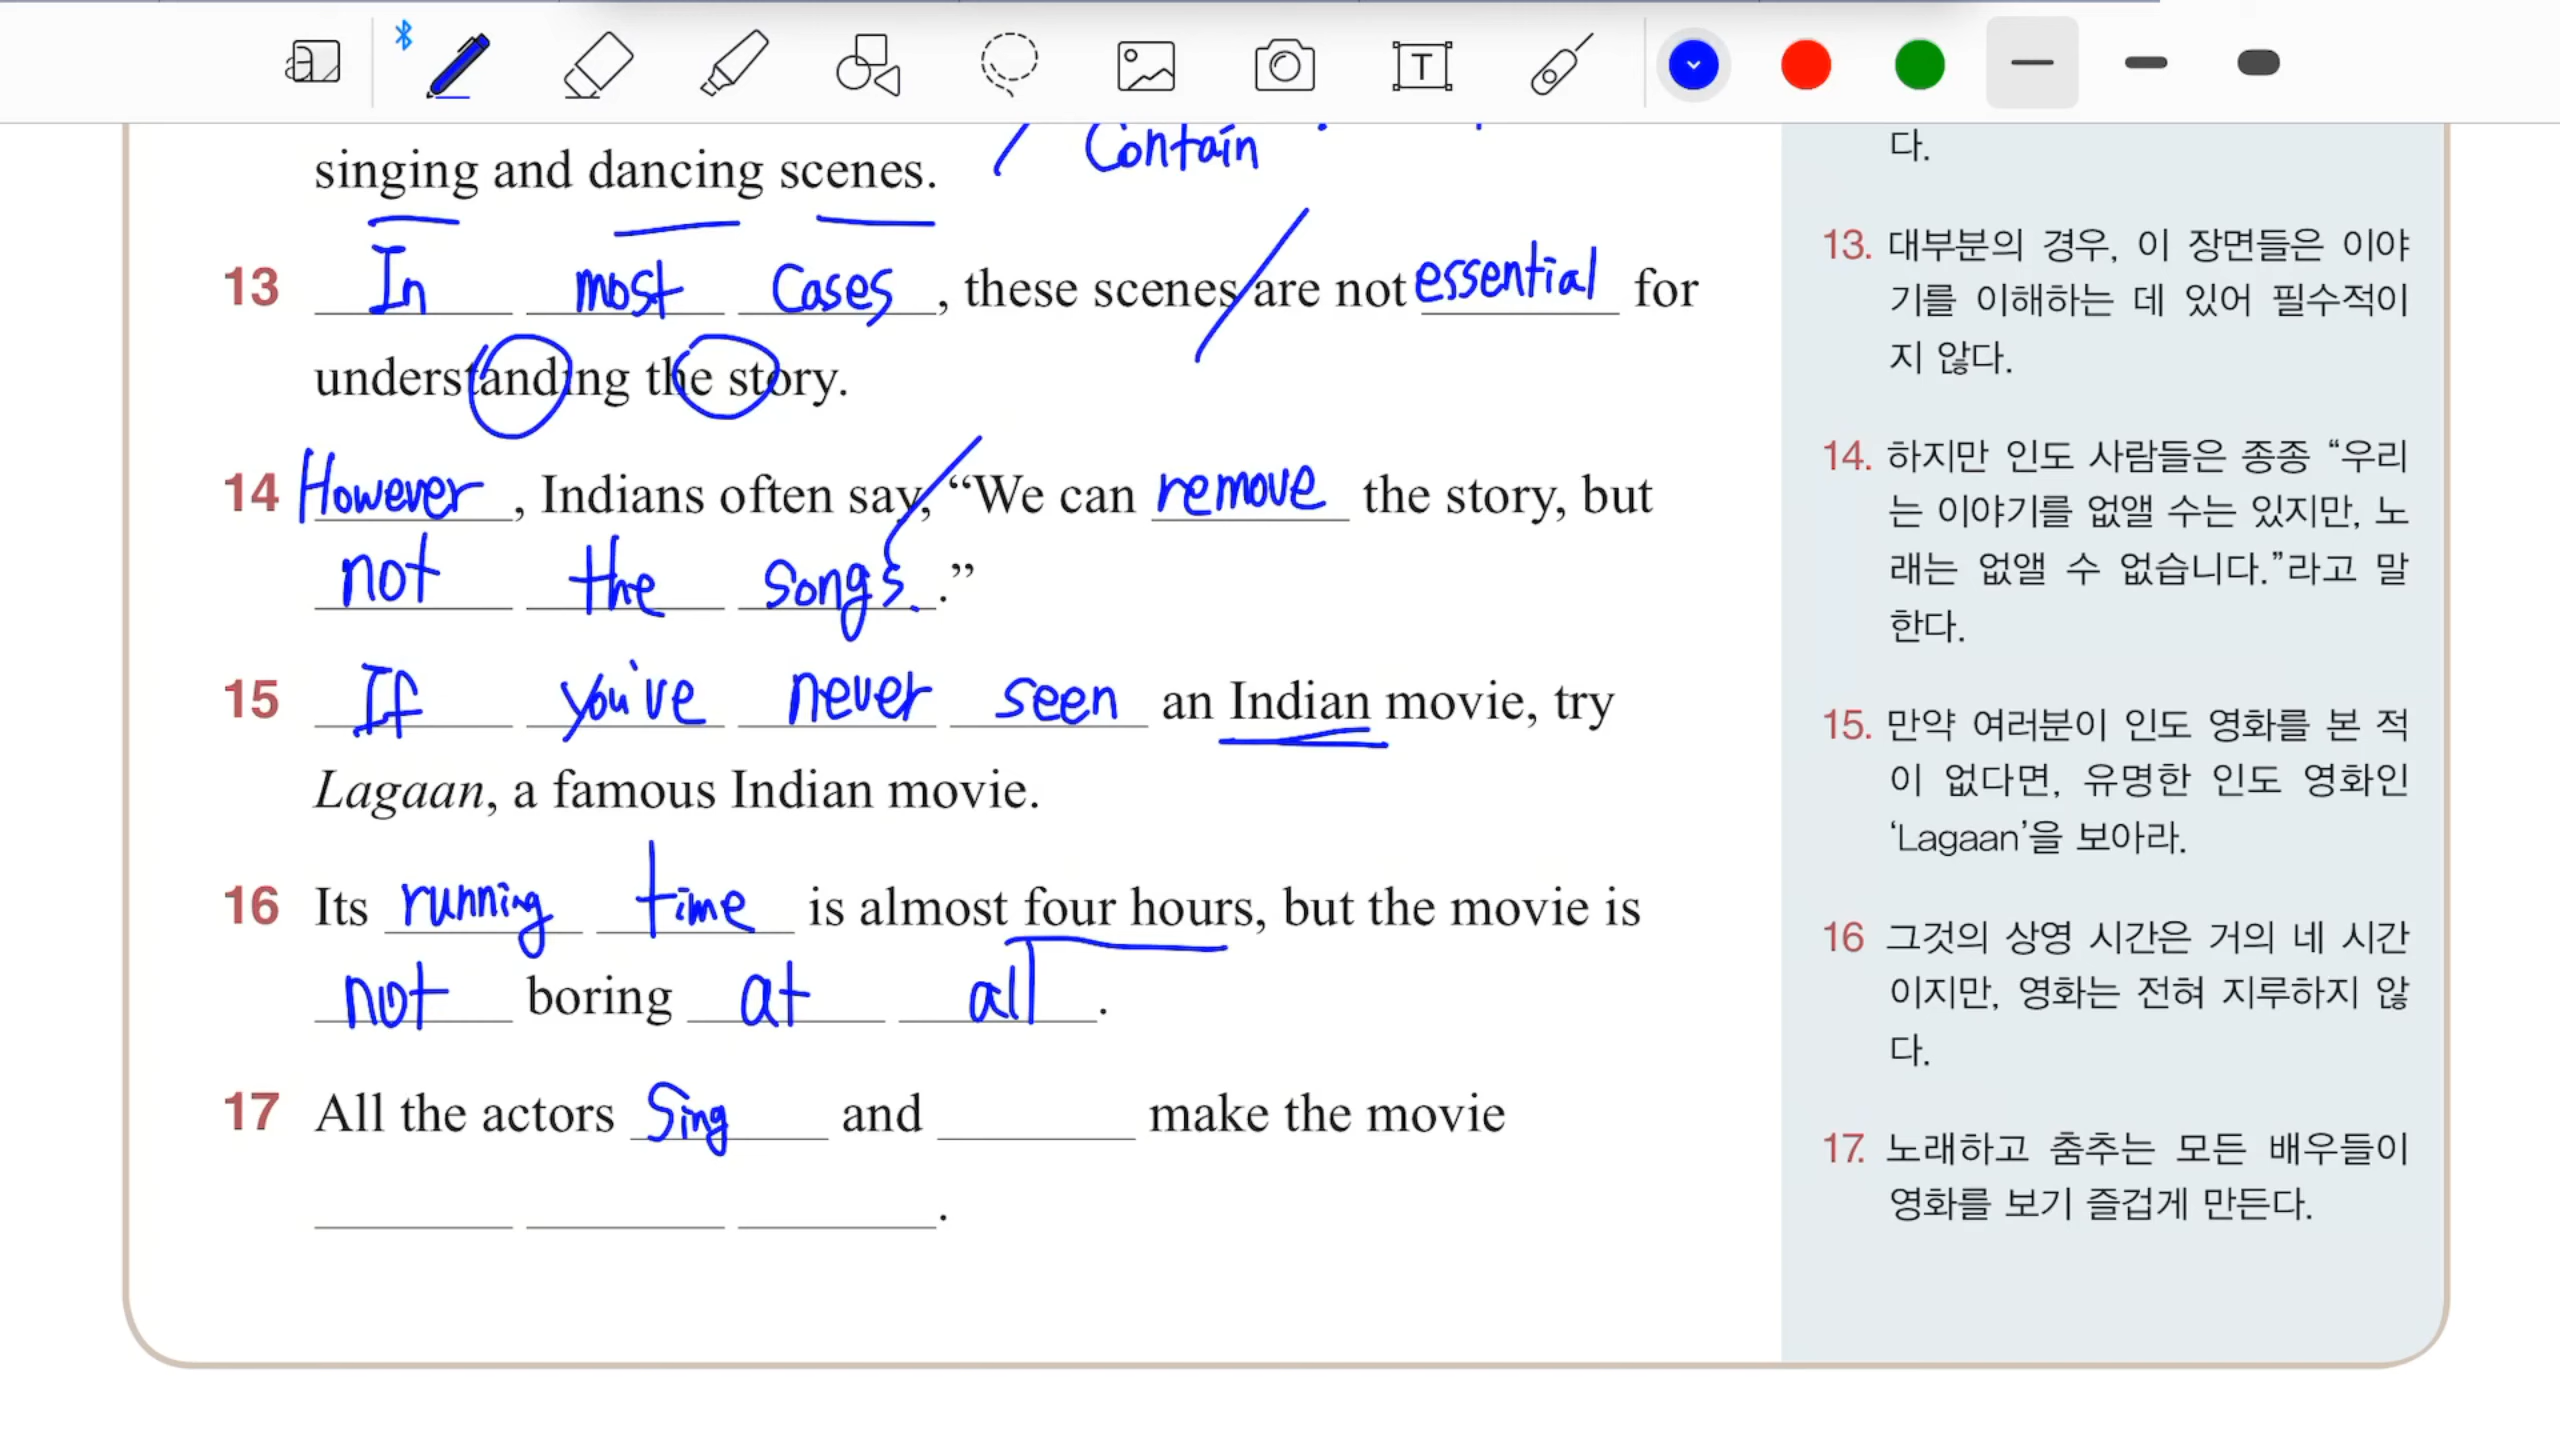 singing and dancing scenes.
Contain
13 In most Cases, these scenes are not essential for
understanding the story.
14 However, Indians often say, “We can remove the story, but
not the songs..”
15 If you've never seen an Indian movie, try
Lagaan, a famous Indian movie.
16 Its running time is almost four hours, but the movie is
not boring at all.
17 All the actors Sing and ____ make the movie
____ ____ ____.
다.
13. 대부분의 경우, 이 장면들은 이야
기를 이해하는 데 있어 필수적이
지 않다.
14. 하지만 인도 사람들은 종종 “우리
는 이야기를 없앨 수는 있지만, 노
래는 없앨 수 없습니다.”라고 말
한다.
15. 만약 여러분이 인도 영화를 본 적
이 없다면, 유명한 인도 영화인
‘Lagaan’을 보아라.
16 그것의 상영 시간은 거의 네 시간
이지만, 영화는 전혀 지루하지 않
다.
17. 노래하고 춤추는 모든 배우들이
영화를 보기 즐겁게 만든다.